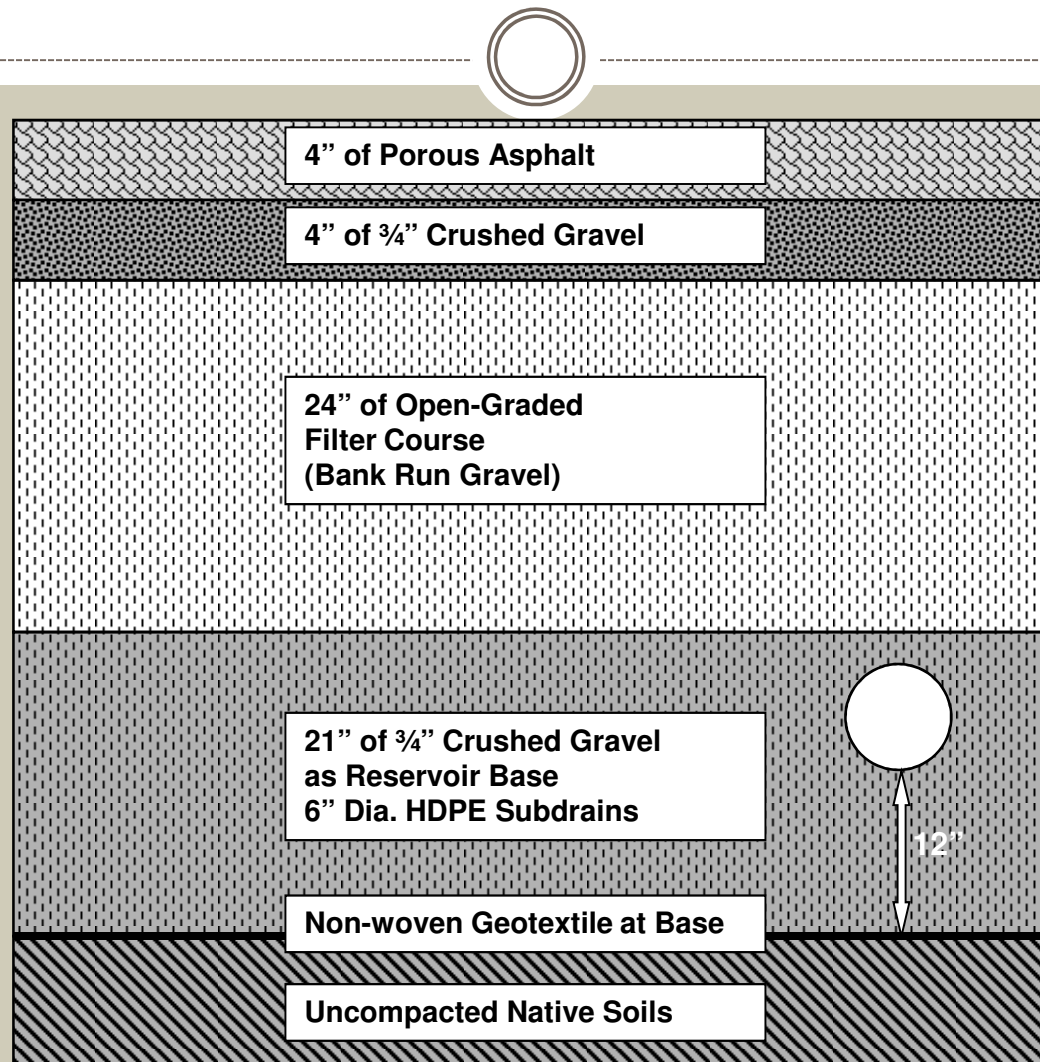 4” of Porous Asphalt
4” of ¾” Crushed Gravel
24” of Open-Graded
Filter Course
(Bank Run Gravel)
21” of ¾” Crushed Gravel
as Reservoir Base
6” Dia. HDPE Subdrains
12”
Non-woven Geotextile at Base
Uncompacted Native Soils